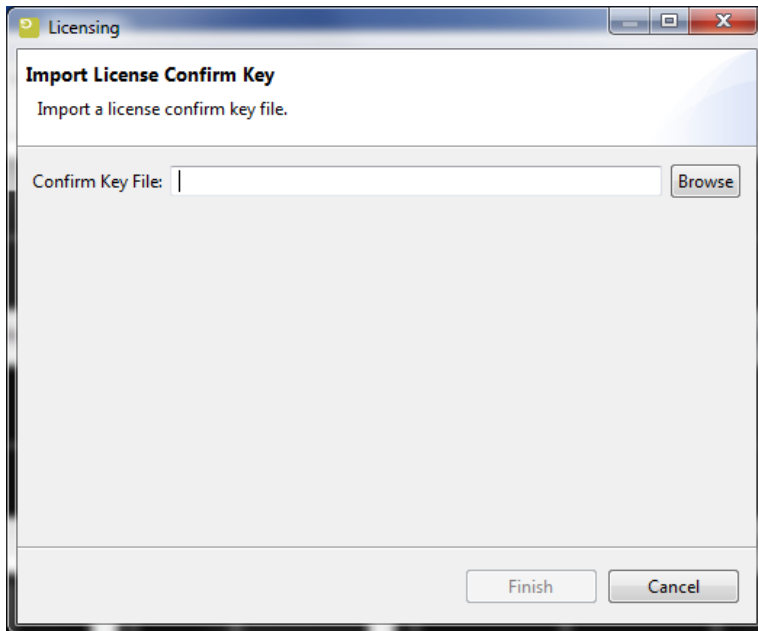 Licensing
Import License Confirm Key
Import a license confirm key file.
Confirm Key File: Browse
Finish Cancel